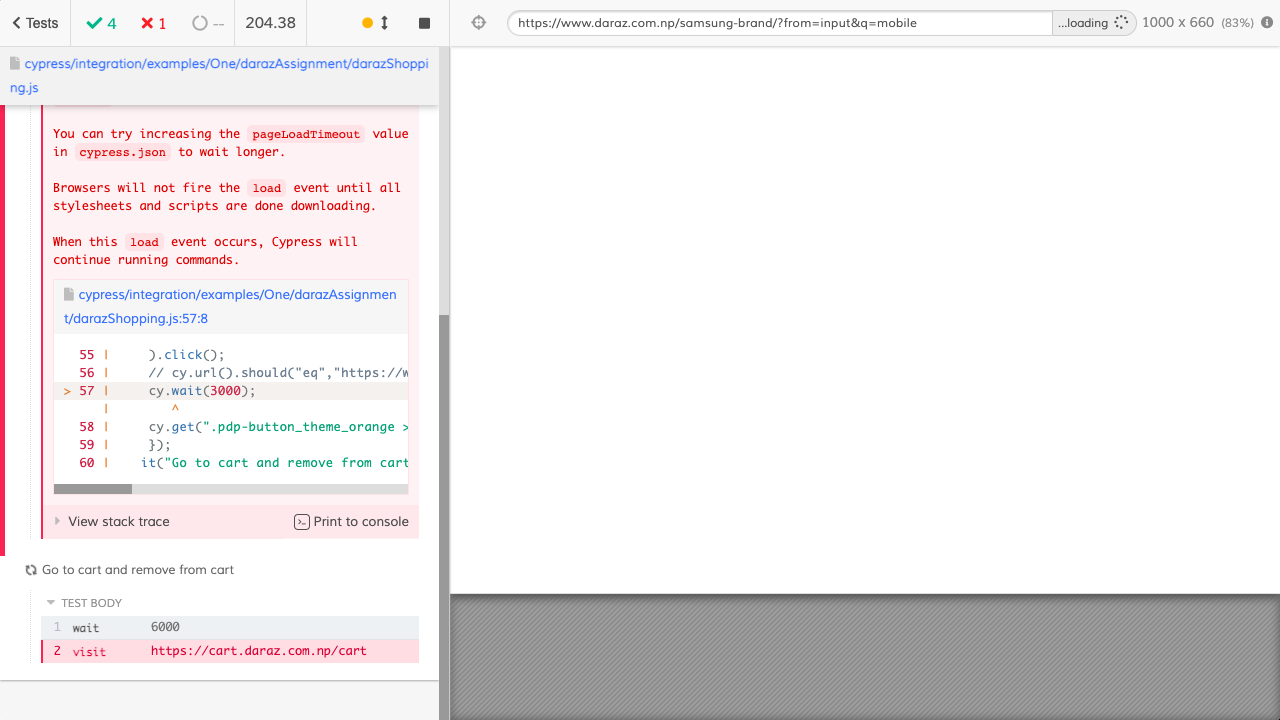 Tests 4 1 -- 204.38
https://www.daraz.com.np/samsung-brand/?from=input&q=mobile ...loading 1000 x 660 (83%)
cypress/integration/examples/One/darazAssignment/darazShoppi
ng.js
You can try increasing the pageLoadTimeout value
in cypress.json to wait longer.
Browsers will not fire the load event until all
stylesheets and scripts are done downloading.
When this load event occurs, Cypress will
continue running commands.
cypress/integration/examples/One/darazAssignmen
t/darazShopping.js:57:8
55 | ).click();
56 | // cy.url().should("eq","https://w
> 57 | cy.wait(3000);
| ^
58 | cy.get(".pdp-button_theme_orange >
59 | });
60 | it("Go to cart and remove from cart
View stack trace Print to console
Go to cart and remove from cart
TEST BODY
1 wait 6000
2 visit https://cart.daraz.com.np/cart